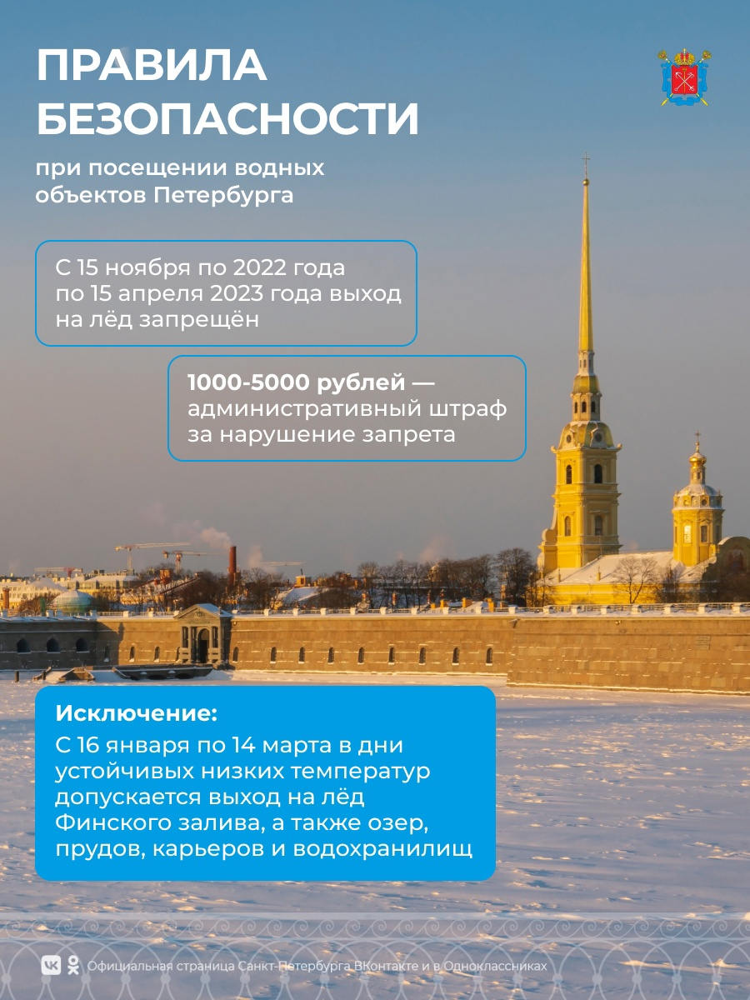 ПРАВИЛА
БЕЗОПАСНОСТИ
при посещении водных
объектов Петербурга
С 15 ноября по 2022 года
по 15 апреля 2023 года выход
на лёд запрещён
1000-5000 рублей —
административный штраф
за нарушение запрета
Исключение:
С 16 января по 14 марта в дни
устойчивых низких температур
допускается выход на лёд
Финского залива, а также озер,
прудов, карьеров и водохранилищ
Официальная страница Санкт-Петербурга ВКонтакте и в Одноклассниках